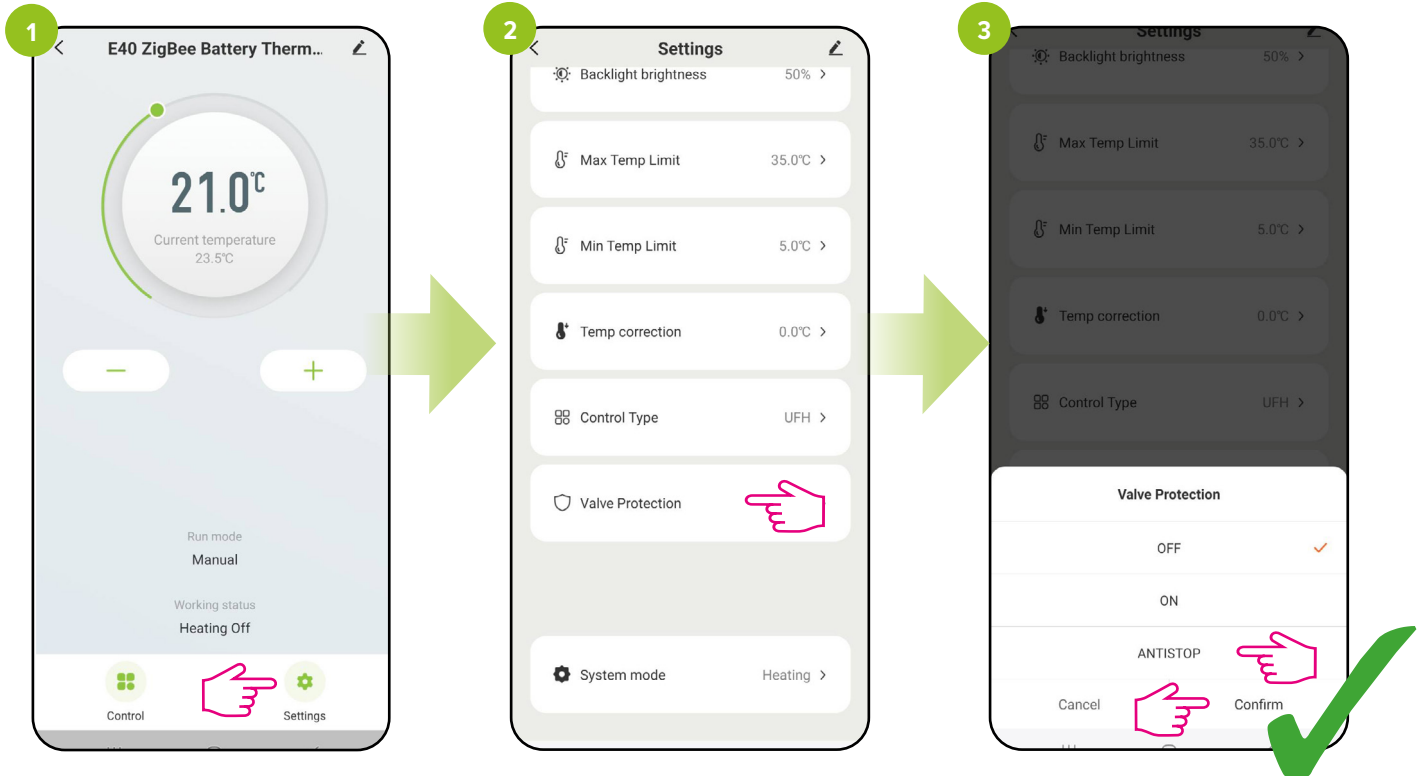 1
E40 ZigBee Battery Therm...
21.0℃
Current temperature
23.5℃
Run mode
Manual
Working status
Heating Off
Control
Settings
2
Settings
Backlight brightness 50%
Max Temp Limit 35.0℃
Min Temp Limit 5.0℃
Temp correction 0.0℃
Control Type UFH
Valve Protection
System mode Heating
3
Settings
Backlight brightness 50%
Max Temp Limit 35.0℃
Min Temp Limit 5.0℃
Temp correction 0.0℃
Control Type UFH
Valve Protection
OFF
ON
ANTISTOP
Cancel Confirm